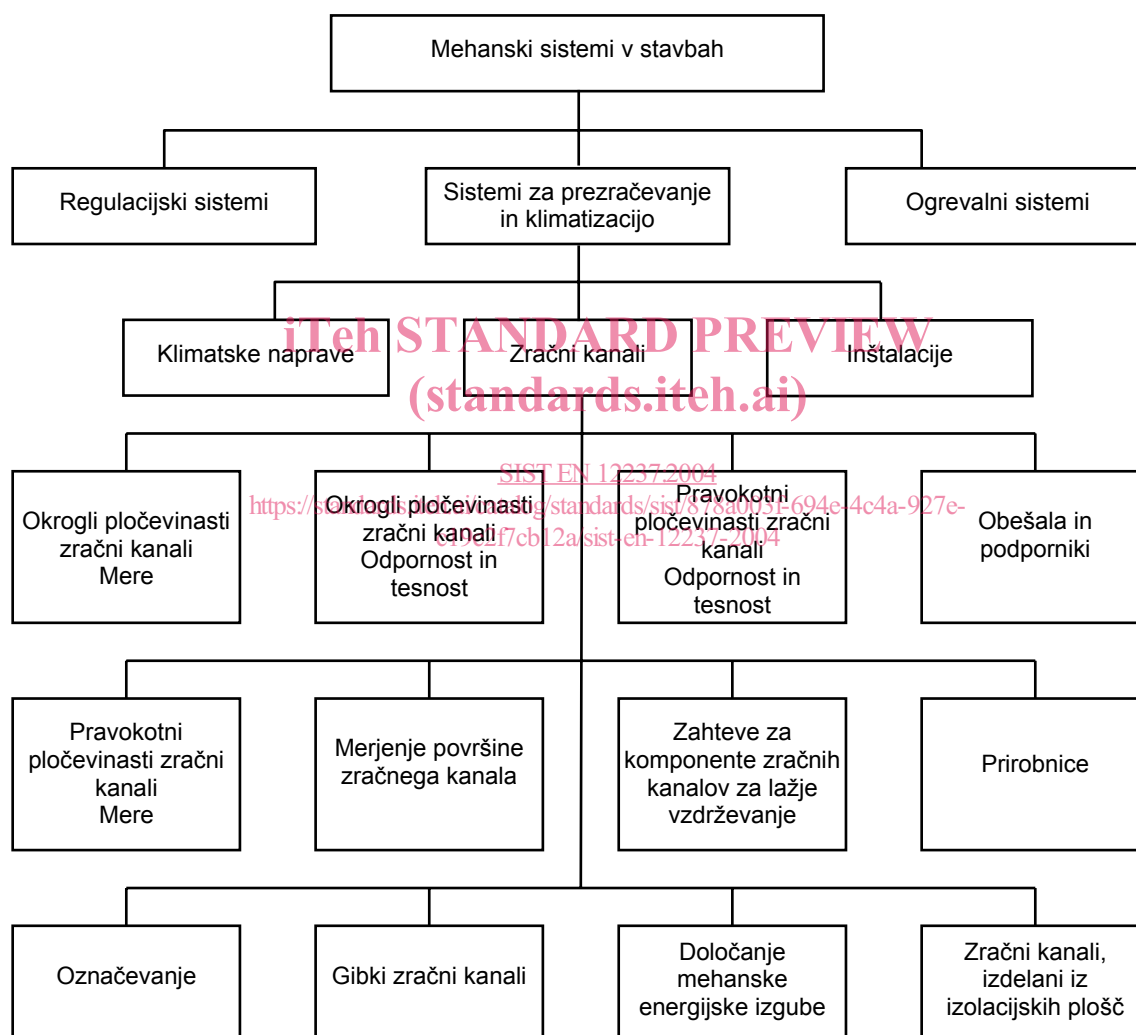 Mehanski sistemi v stavbah
Regulacijski sistemi
Sistemi za prezračevanje
in klimatizacijo
Ogrevalni sistemi
iTeh STANDARD PREVIEW
(standards.iteh.ai)
Klimatske naprave
Zračni kanali
Inštalacije
SIST EN 12237:2004
Okrogli pločevinasti
zračni kanali
Mere
Okrogli pločevinasti
zračni kanali
Odpornost in
tesnost
Pravokotni
pločevinasti zračni
kanali
Odpornost in
tesnost
Obešala in
podporniki
Pravokotni
pločevinasti zračni
kanali
Mere
Merjenje površine
zračnega kanala
Zahteve za
komponente zračnih
kanalov za lažje
vzdrževanje
Prirobnice
Označevanje
Gibki zračni kanali
Določanje
mehanske
energijske izgube
Zračni kanali,
izdelani iz
izolacijskih plošč